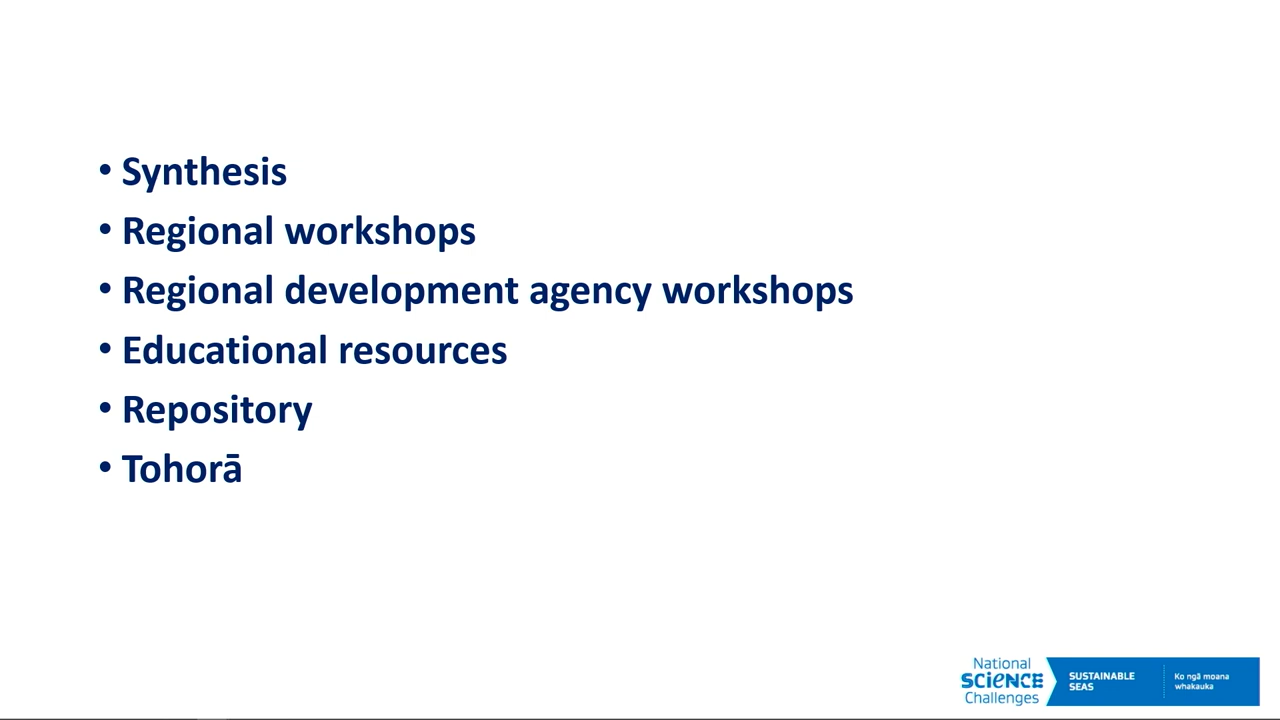 • Synthesis
• Regional workshops
• Regional development agency workshops
• Educational resources
• Repository
• Tohorā
National
SCIENCE
Challenges
SUSTAINABLE
SEAS
Ko ngā moana
whakauka